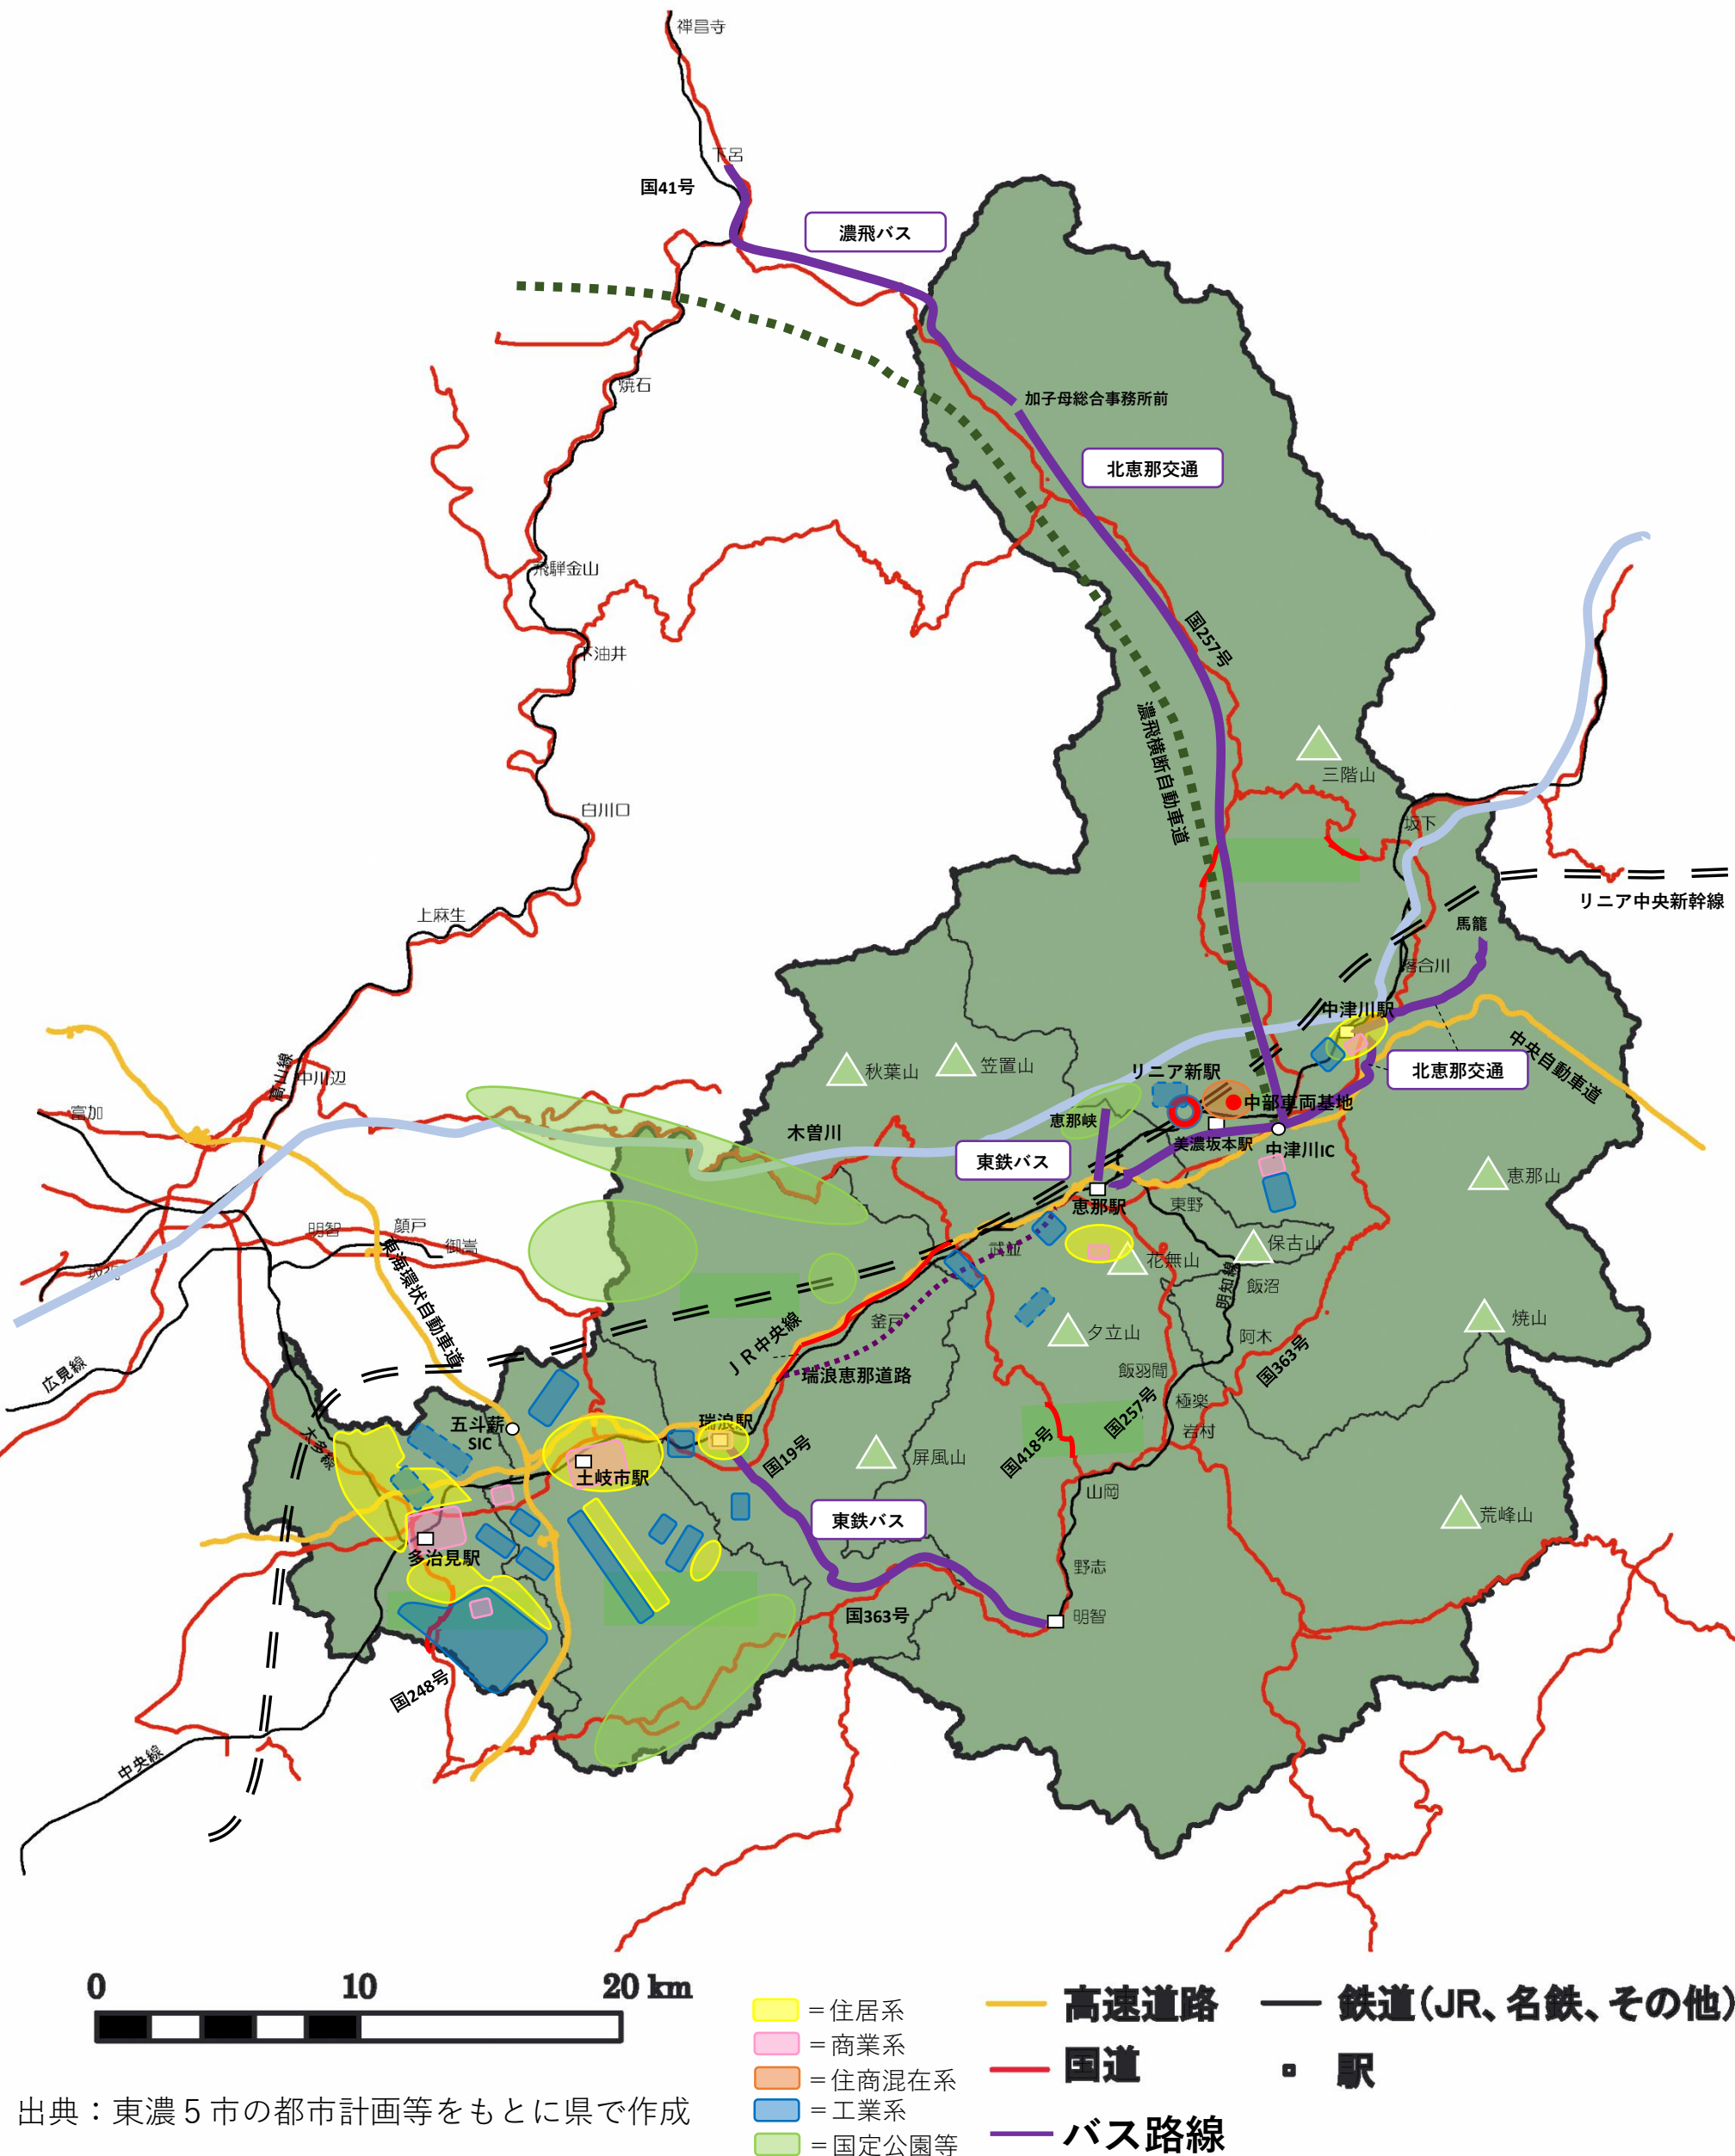 禅昌寺
下呂
国41号
濃飛バス
焼石
加子母総合事務所前
北恵那交通
飛騨金山
国257号
下油井
濃飛横断自動車道
三階山
白川口
坂下
リニア中央新幹線
上麻生
馬籠
落合川
中津川駅
中央自動車道
高山線
中川辺
秋葉山
笠置山
リニア新駅
北恵那交通
富加
中部車両基地
恵那峡
木曽川
美濃坂本駅
中津川IC
東鉄バス
恵那山
恵那駅
東野
明智
顔戸
御嵩
東海環状自動車道
武並
花無山
保古山
明知線
飯沼
釜戸
夕立山
焼山
JR中央線
阿木
国363号
広見線
瑞浪恵那道路
飯羽間
極楽
国257号
岩村
五斗蒔
SIC
瑞浪駅
太多線
国19号
屏風山
国418号
土岐市駅
山岡
荒峰山
東鉄バス
多治見駅
野志
国363号
明智
国248号
中央線
0 10 20 km
=住居系
=商業系
=住商混在系
=工業系
=国定公園等
高速道路
国道
バス路線
鉄道(JR、名鉄、その他)
駅
出典：東濃5市の都市計画等をもとに県で作成